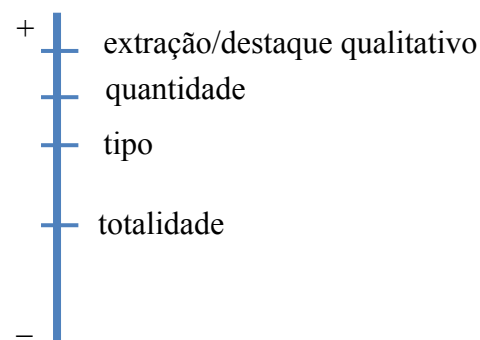 +
extração/destaque qualitativo
quantidade
tipo
totalidade
–